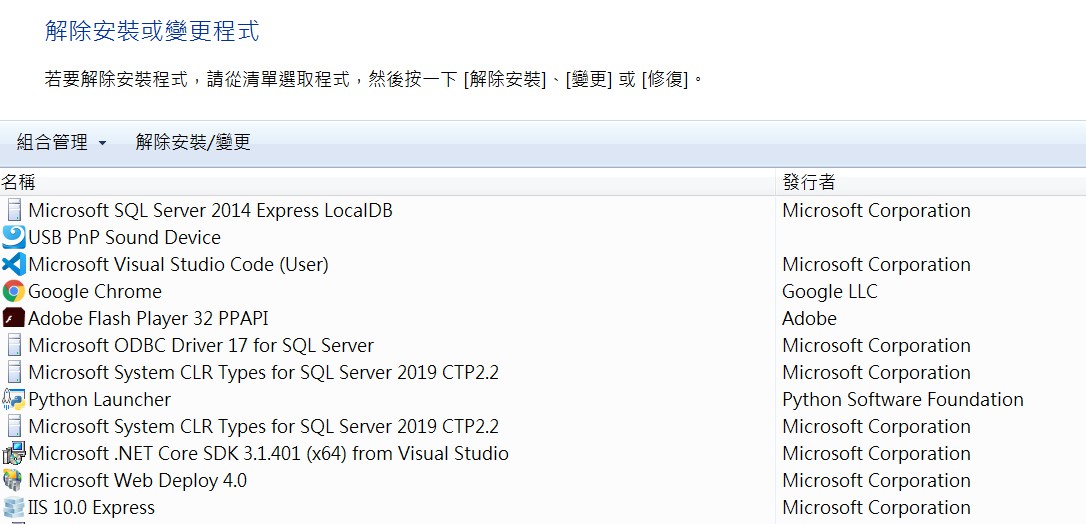 解除安裝或變更程式
若要解除安裝程式，請從清單選取程式，然後按一下 [解除安裝]、[變更] 或 [修復]。
組合管理 解除安裝/變更
名稱 發行者
Microsoft SQL Server 2014 Express LocalDB Microsoft Corporation
USB PnP Sound Device
Microsoft Visual Studio Code (User) Microsoft Corporation
Google Chrome Google LLC
Adobe Flash Player 32 PPAPI Adobe
Microsoft ODBC Driver 17 for SQL Server Microsoft Corporation
Microsoft System CLR Types for SQL Server 2019 CTP2.2 Microsoft Corporation
Python Launcher Python Software Foundation
Microsoft System CLR Types for SQL Server 2019 CTP2.2 Microsoft Corporation
Microsoft .NET Core SDK 3.1.401 (x64) from Visual Studio Microsoft Corporation
Microsoft Web Deploy 4.0 Microsoft Corporation
IIS 10.0 Express Microsoft Corporation